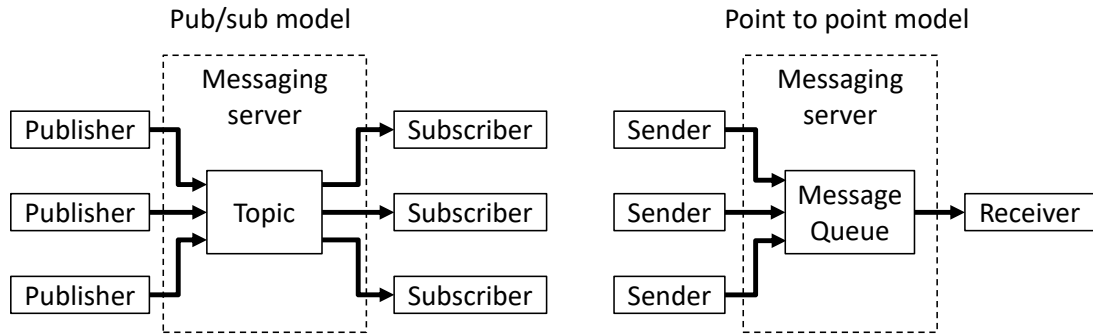 Pub/sub model
Messaging
server
Publisher
Publisher
Publisher
Topic
Subscriber
Subscriber
Subscriber
Point to point model
Messaging
server
Sender
Sender
Sender
Message
Queue
Receiver